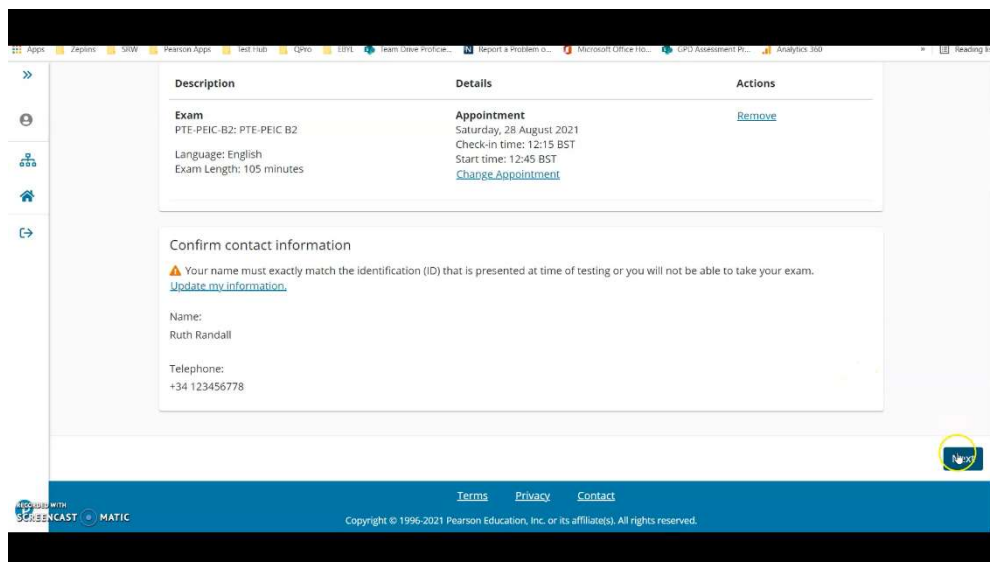 Apps Zeplins SRW Pearson Apps Test Hub QPro EIIYL Team Drive Proficie... Report a Problem o... Microsoft Office Ho... GPD Assessment Pr... Analytics 360 » Reading li
»
Description Details Actions
Exam Appointment Remove
PTE-PEIC-B2: PTE-PEIC B2 Saturday, 28 August 2021
Check-in time: 12:15 BST
Language: English Start time: 12:45 BST
Exam Length: 105 minutes Change Appointment
Confirm contact information
Your name must exactly match the identification (ID) that is presented at time of testing or you will not be able to take your exam.
Update my information.
Name:
Ruth Randall
Telephone:
+34 123456778
Next
Terms Privacy Contact
RECORDED WITH
SCREENCAST MATIC
Copyright © 1996-2021 Pearson Education, Inc. or its affiliate(s). All rights reserved.